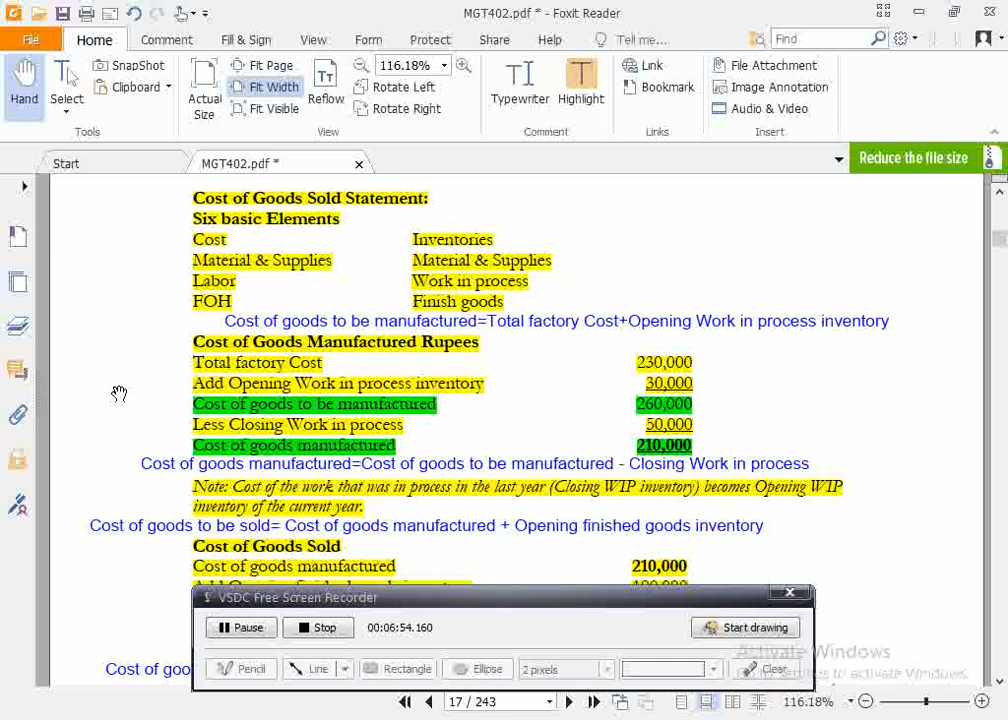 MGT402.pdf * - Foxit Reader
File Home Comment Fill & Sign View Form Protect Share Help Tell me... Find
Hand
Select
SnapShot
Clipboard
Tools
Actual Size
Fit Page
Fit Width
Fit Visible
Reflow
116.18%
Rotate Left
Rotate Right
View
Typewriter
Highlight
Comment
Link
Bookmark
Links
File Attachment
Image Annotation
Audio & Video
Insert
Start MGT402.pdf * Reduce the file size
Cost of Goods Sold Statement:
Six basic Elements
Cost Inventories
Material & Supplies Material & Supplies
Labor Work in process
FOH Finish goods
Cost of goods to be manufactured=Total factory Cost+Opening Work in process inventory
Cost of Goods Manufactured Rupees
Total factory Cost 230,000
Add Opening Work in process inventory 30,000
Cost of goods to be manufactured 260,000
Less Closing Work in process 50,000
Cost of goods manufactured 210,000
Cost of goods manufactured=Cost of goods to be manufactured - Closing Work in process
Note: Cost of the work that was in process in the last year (Closing WIP inventory) becomes Opening WIP
inventory of the current year.
Cost of goods to be sold= Cost of goods manufactured + Opening finished goods inventory
Cost of Goods Sold
Cost of goods manufactured 210,000
VSDC Free Screen Recorder
Pause Stop 00:06:54.160 Start drawing
Activate Windows
Cost of goo
Pencil Line Rectangle Ellipse 2 pixels Clear
to activate Windows.
17 / 243 116.18%